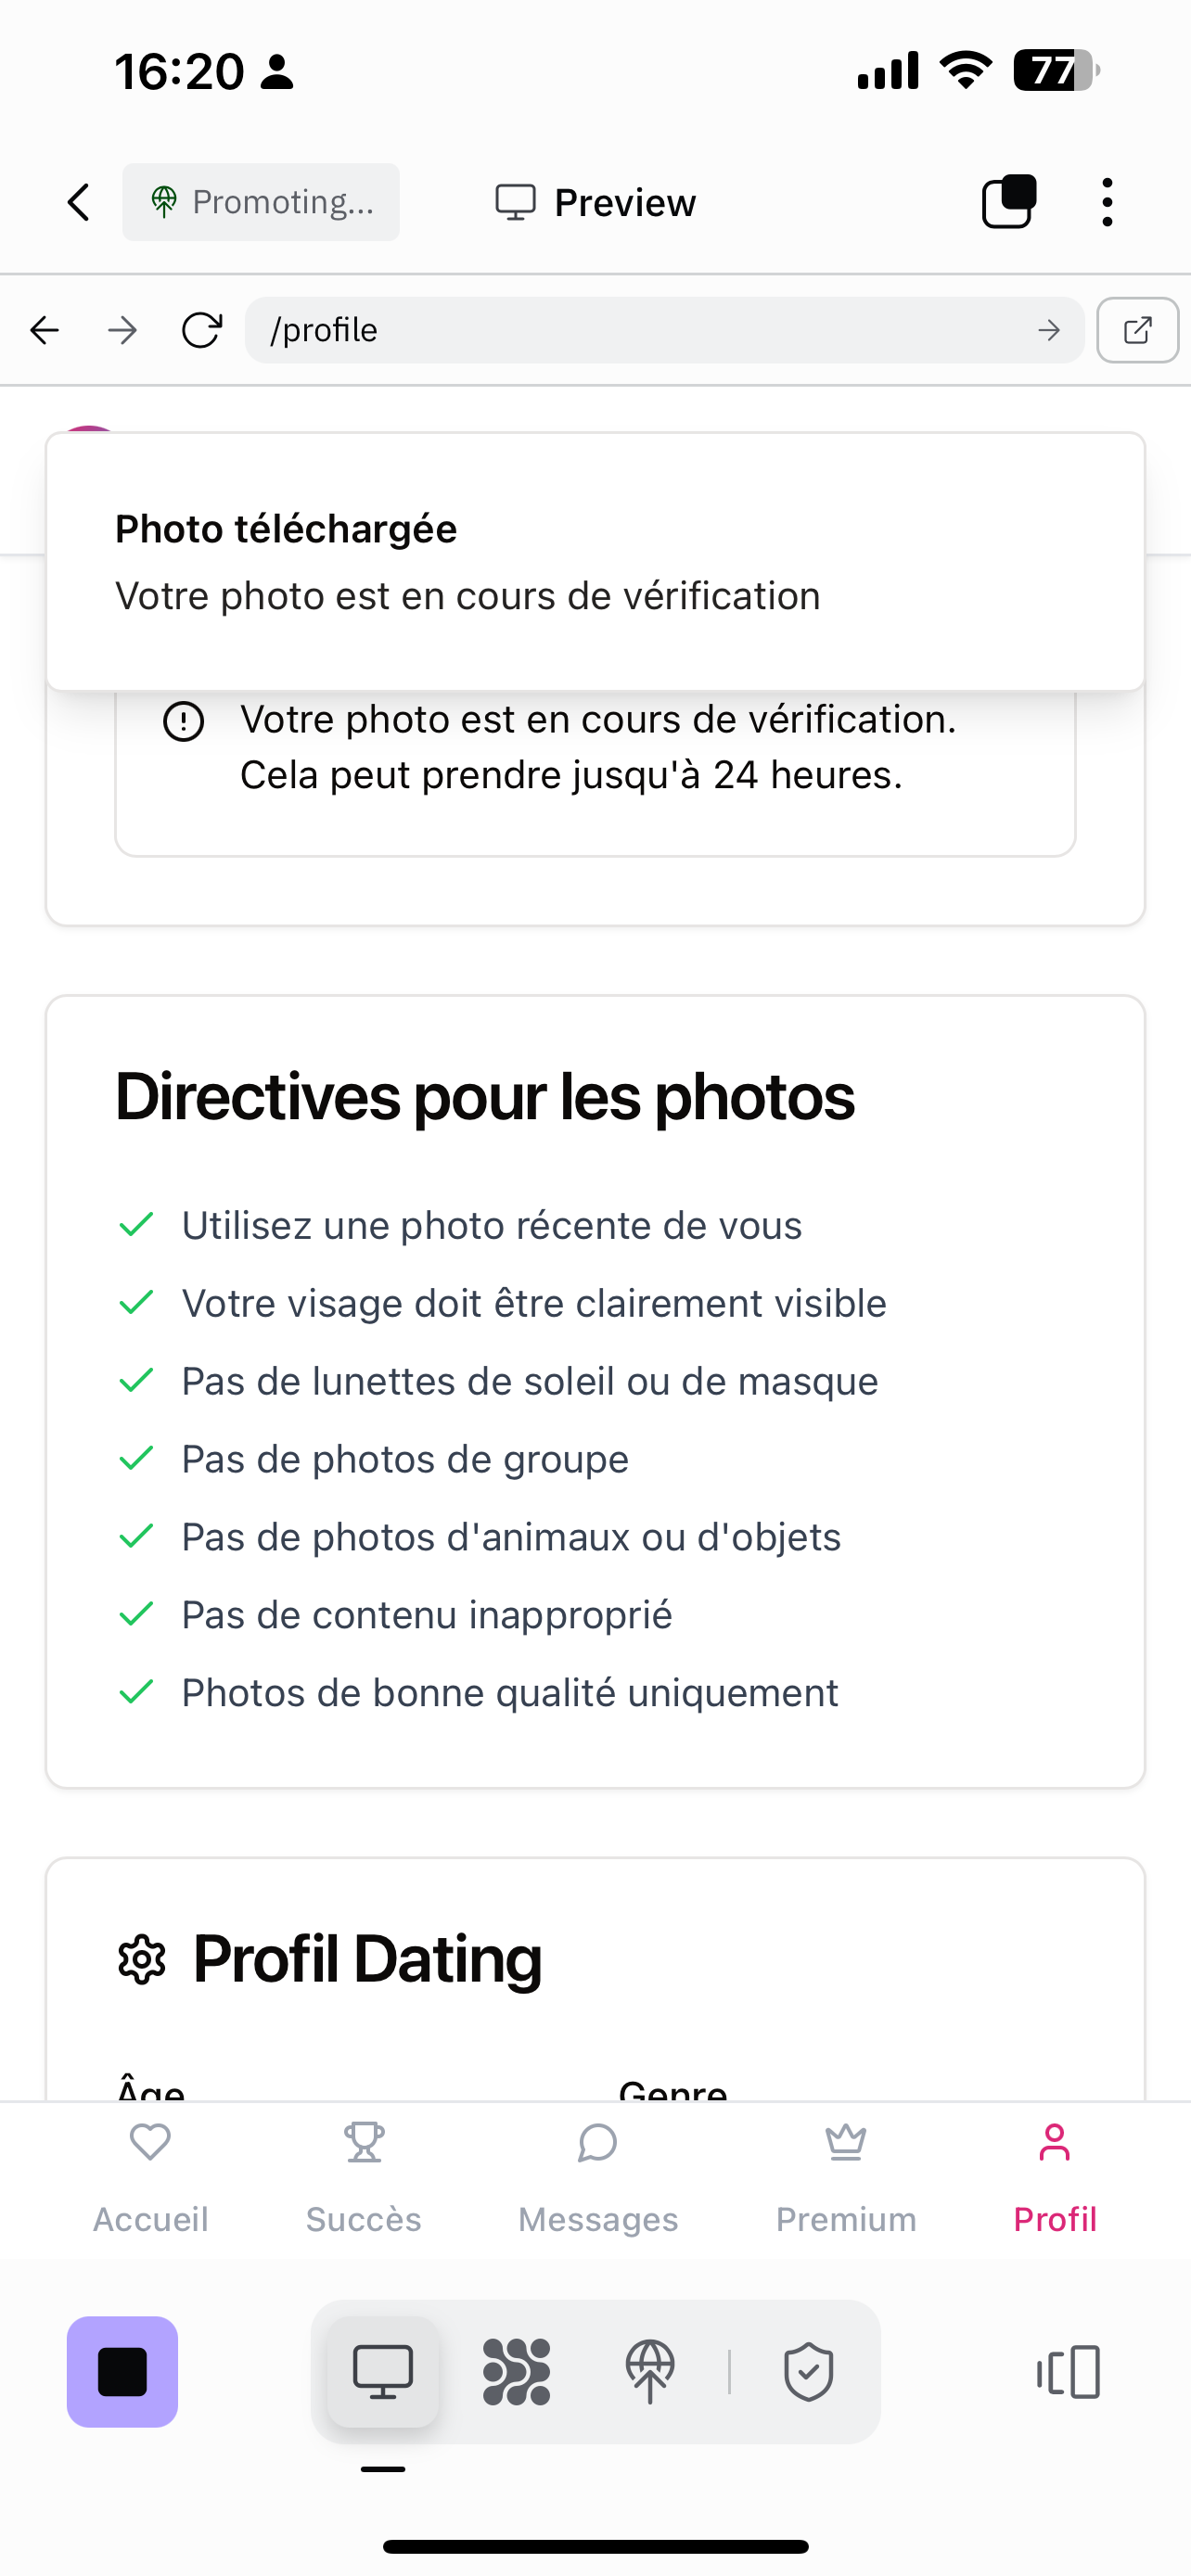 16:20
77
Promoting...
Preview
/profile
Photo téléchargée
Votre photo est en cours de vérification
Votre photo est en cours de vérification.
Cela peut prendre jusqu'à 24 heures.
Directives pour les photos
Utilisez une photo récente de vous
Votre visage doit être clairement visible
Pas de lunettes de soleil ou de masque
Pas de photos de groupe
Pas de photos d'animaux ou d'objets
Pas de contenu inapproprié
Photos de bonne qualité uniquement
Profil Dating
Âge Genre
Accueil Succès Messages Premium Profil